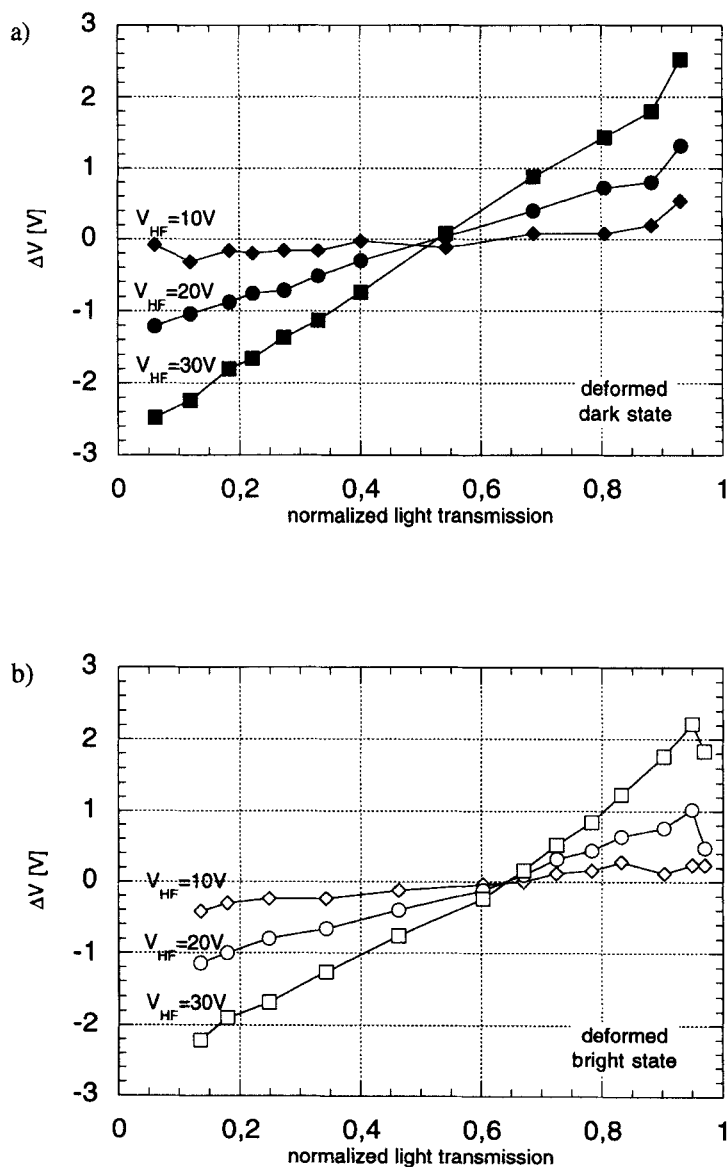 a)
3
2
1
0
-1
-2
-3
ΔV [V]
V_HF=10V
V_HF=20V
V_HF=30V
deformed
dark state
0 0,2 0,4 0,6 0,8 1
normalized light transmission
b)
3
2
1
0
-1
-2
-3
ΔV [V]
V_HF=10V
V_HF=20V
V_HF=30V
deformed
bright state
0 0,2 0,4 0,6 0,8 1
normalized light transmission